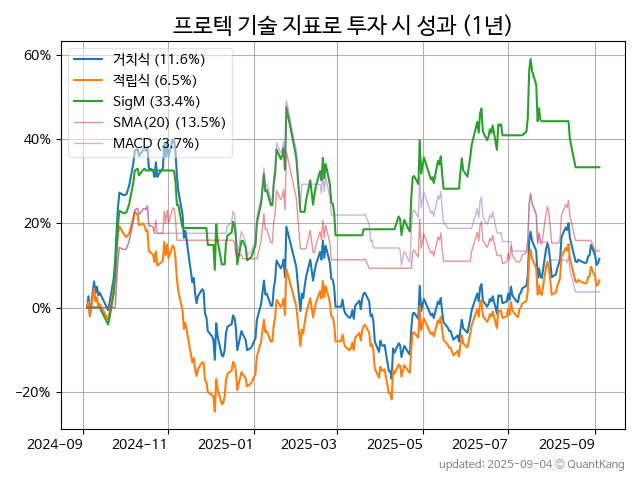 프로텍 기술 지표로 투자 시 성과 (1년)
거치식 (11.6%)
적립식 (6.5%)
SigM (33.4%)
SMA(20) (13.5%)
MACD (3.7%)
60%
40%
20%
0%
−20%
2024-09 2024-11 2025-01 2025-03 2025-05 2025-07 2025-09
updated: 2025-09-04 © QuantKang